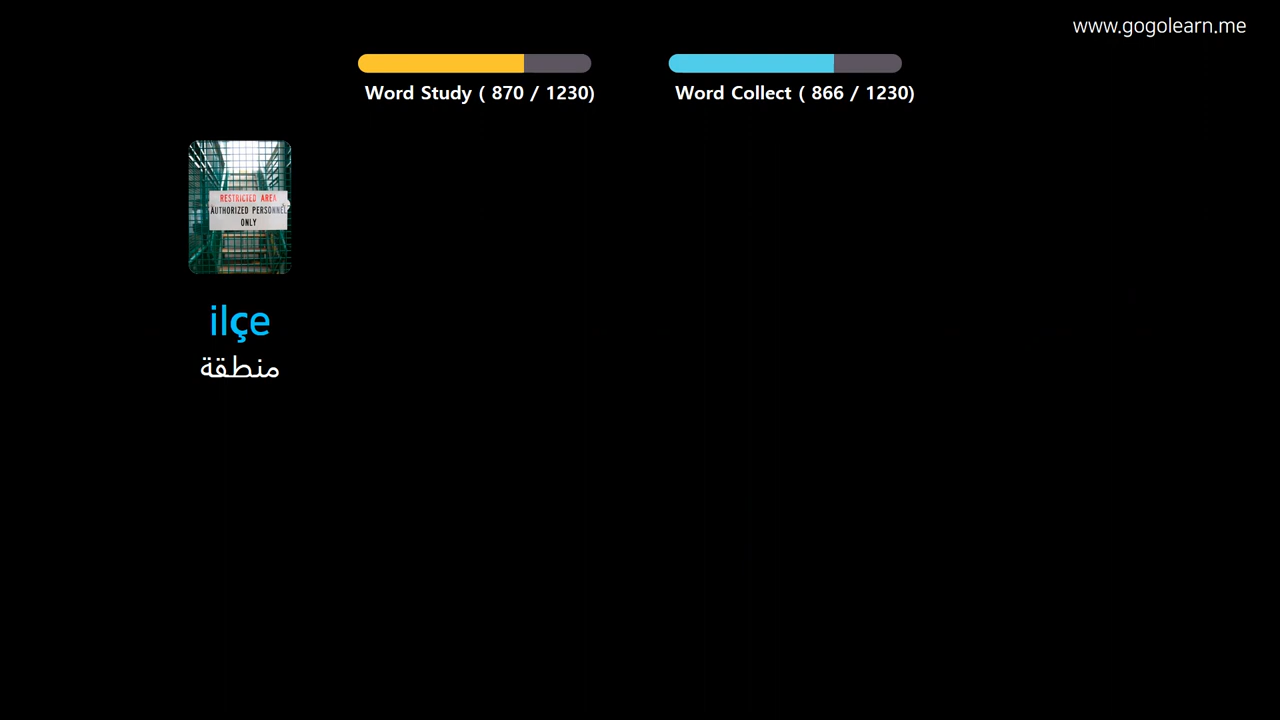 www.gogolearn.me
Word Study ( 870 / 1230)
Word Collect ( 866 / 1230)
RESTRICTED AREA
AUTHORIZED PERSONNEL
ONLY
ilçe
منطقة